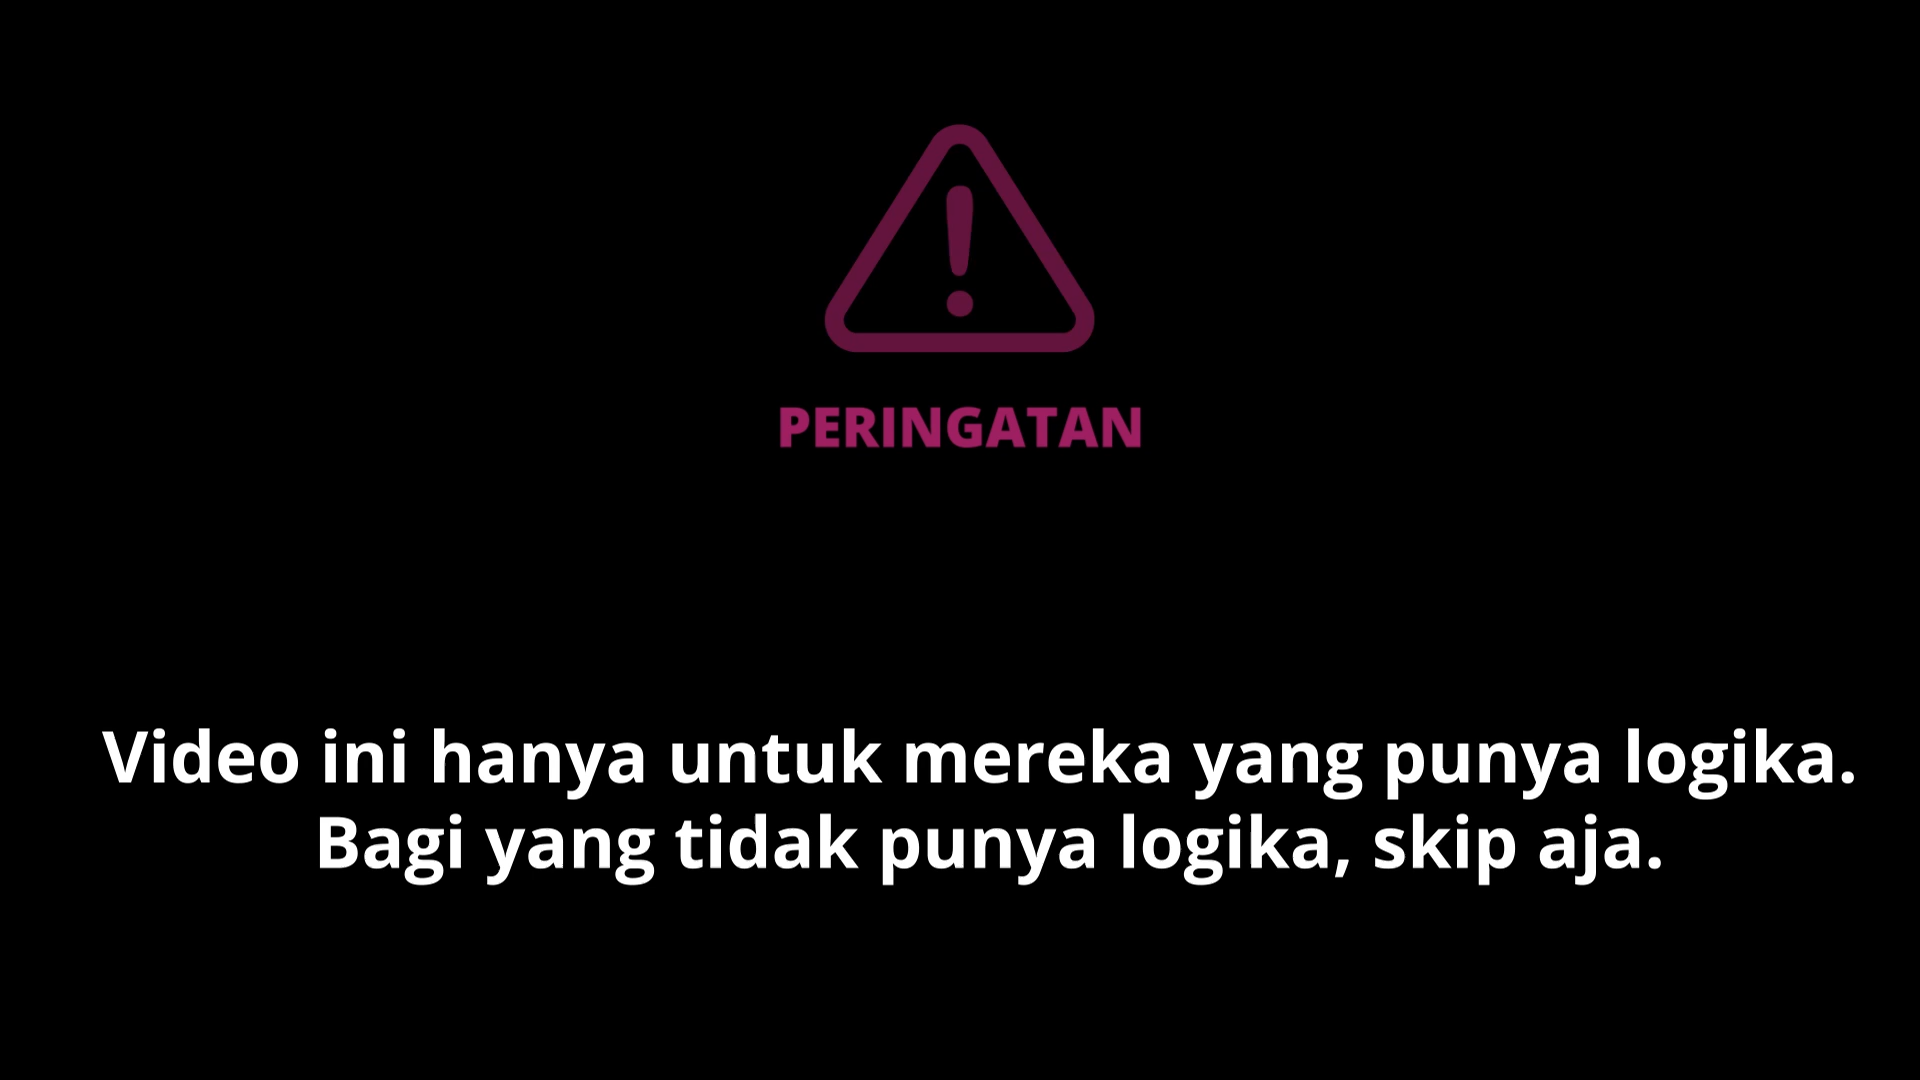 PERINGATAN
Video ini hanya untuk mereka yang punya logika.
Bagi yang tidak punya logika, skip aja.